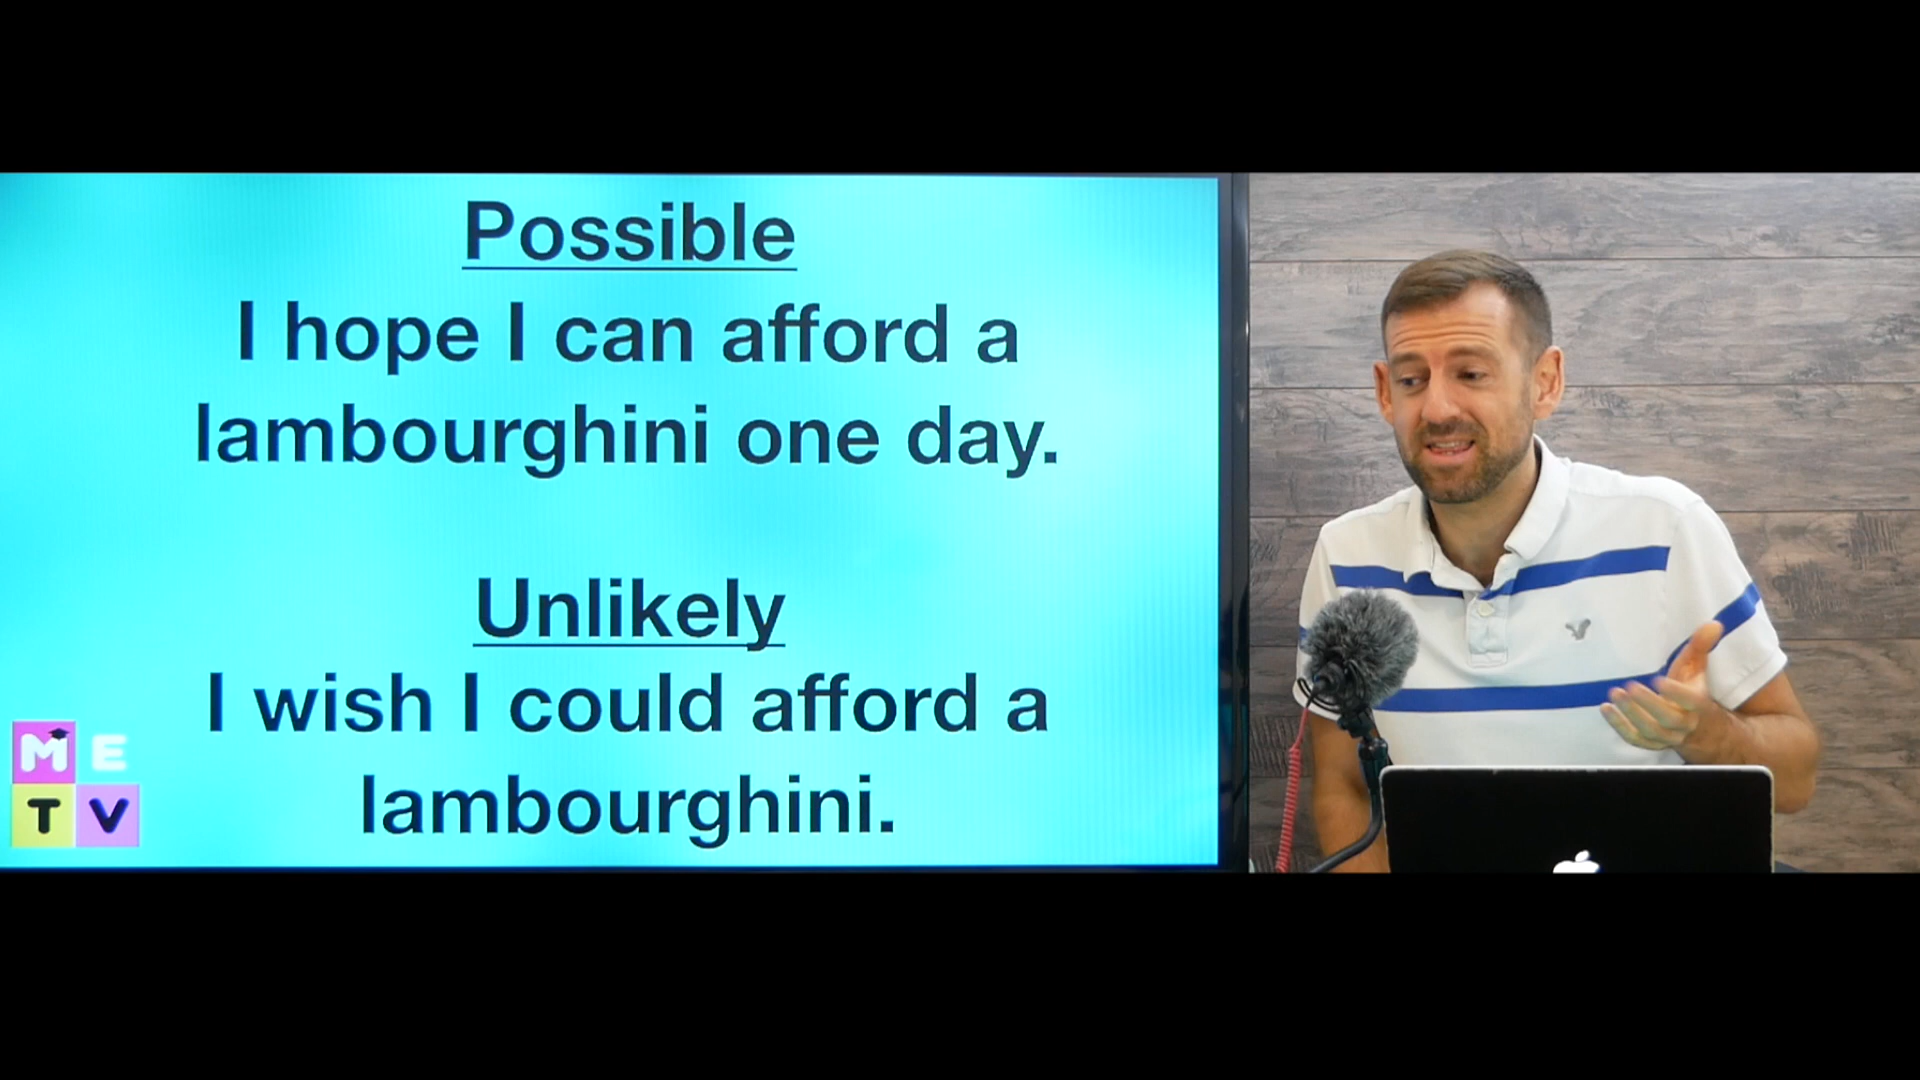 Possible
I hope I can afford a
lambourghini one day.
Unlikely
I wish I could afford a
lambourghini.
M E
T V